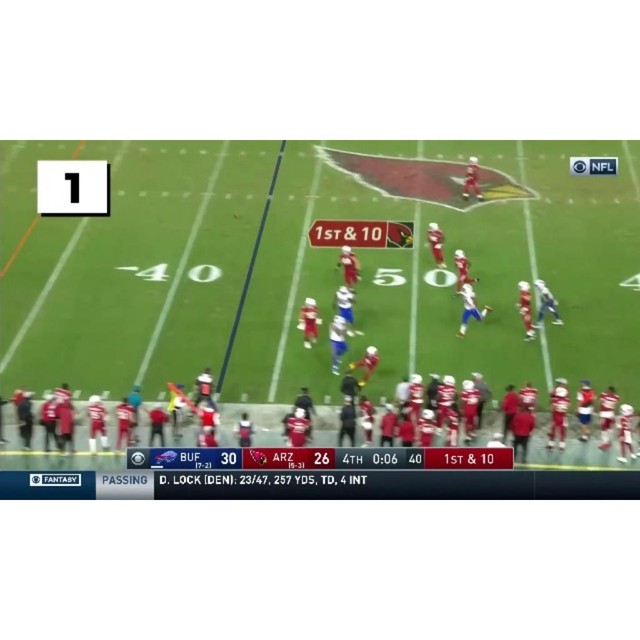 1
NFL
1ST & 10
40
50
4
BUF (7-2) 30 ARZ (5-3) 26 4TH 0:06 40 1ST & 10
FANTASY PASSING D. LOCK (DEN): 23/47, 257 YDS, TD, 4 INT